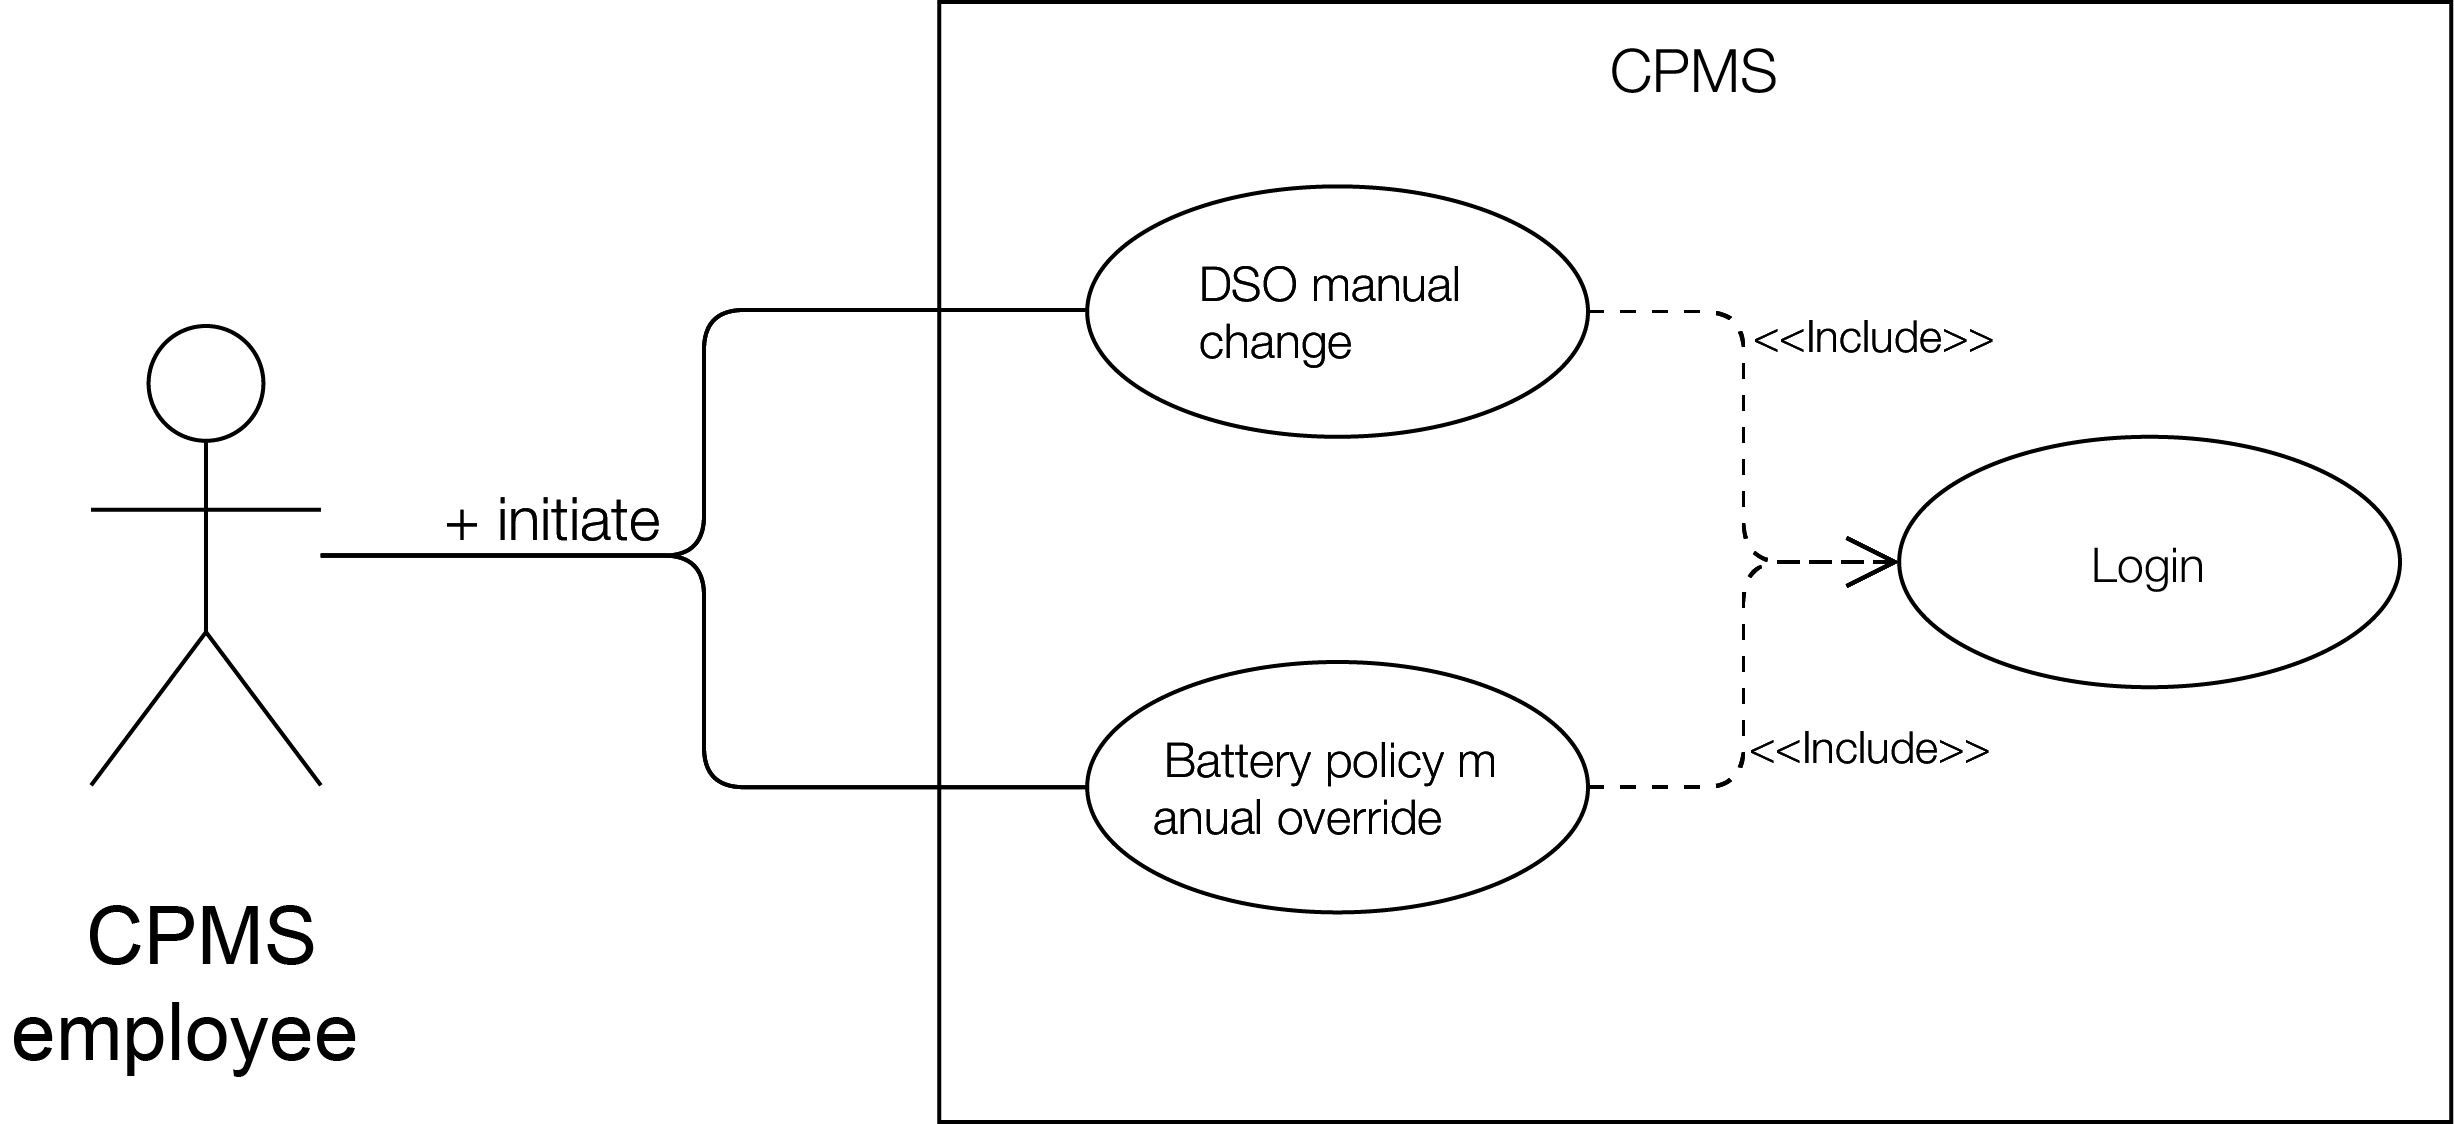 CPMS
DSO manual
change
<<Include>>
+ initiate
Login
Battery policy m
anual override
<<Include>>
CPMS
employee